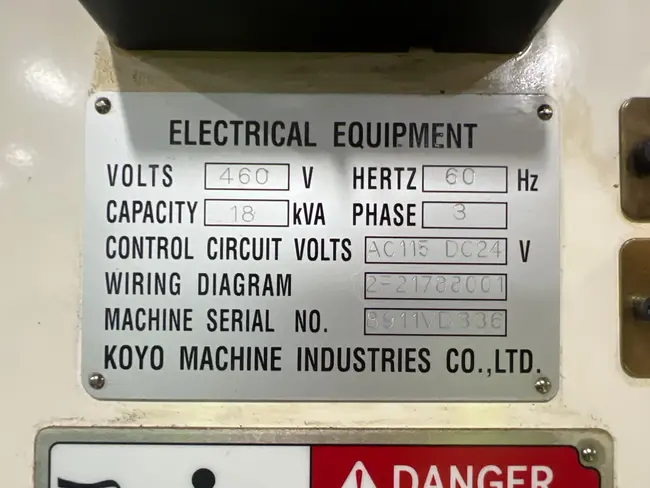 ELECTRICAL EQUIPMENT
VOLTS 460 V HERTZ 60 Hz
CAPACITY 18 kVA PHASE 3
CONTROL CIRCUIT VOLTS AC115 DC24 V
WIRING DIAGRAM
MACHINE SERIAL NO.
KOYO MACHINE INDUSTRIES CO.,LTD.
DANGER